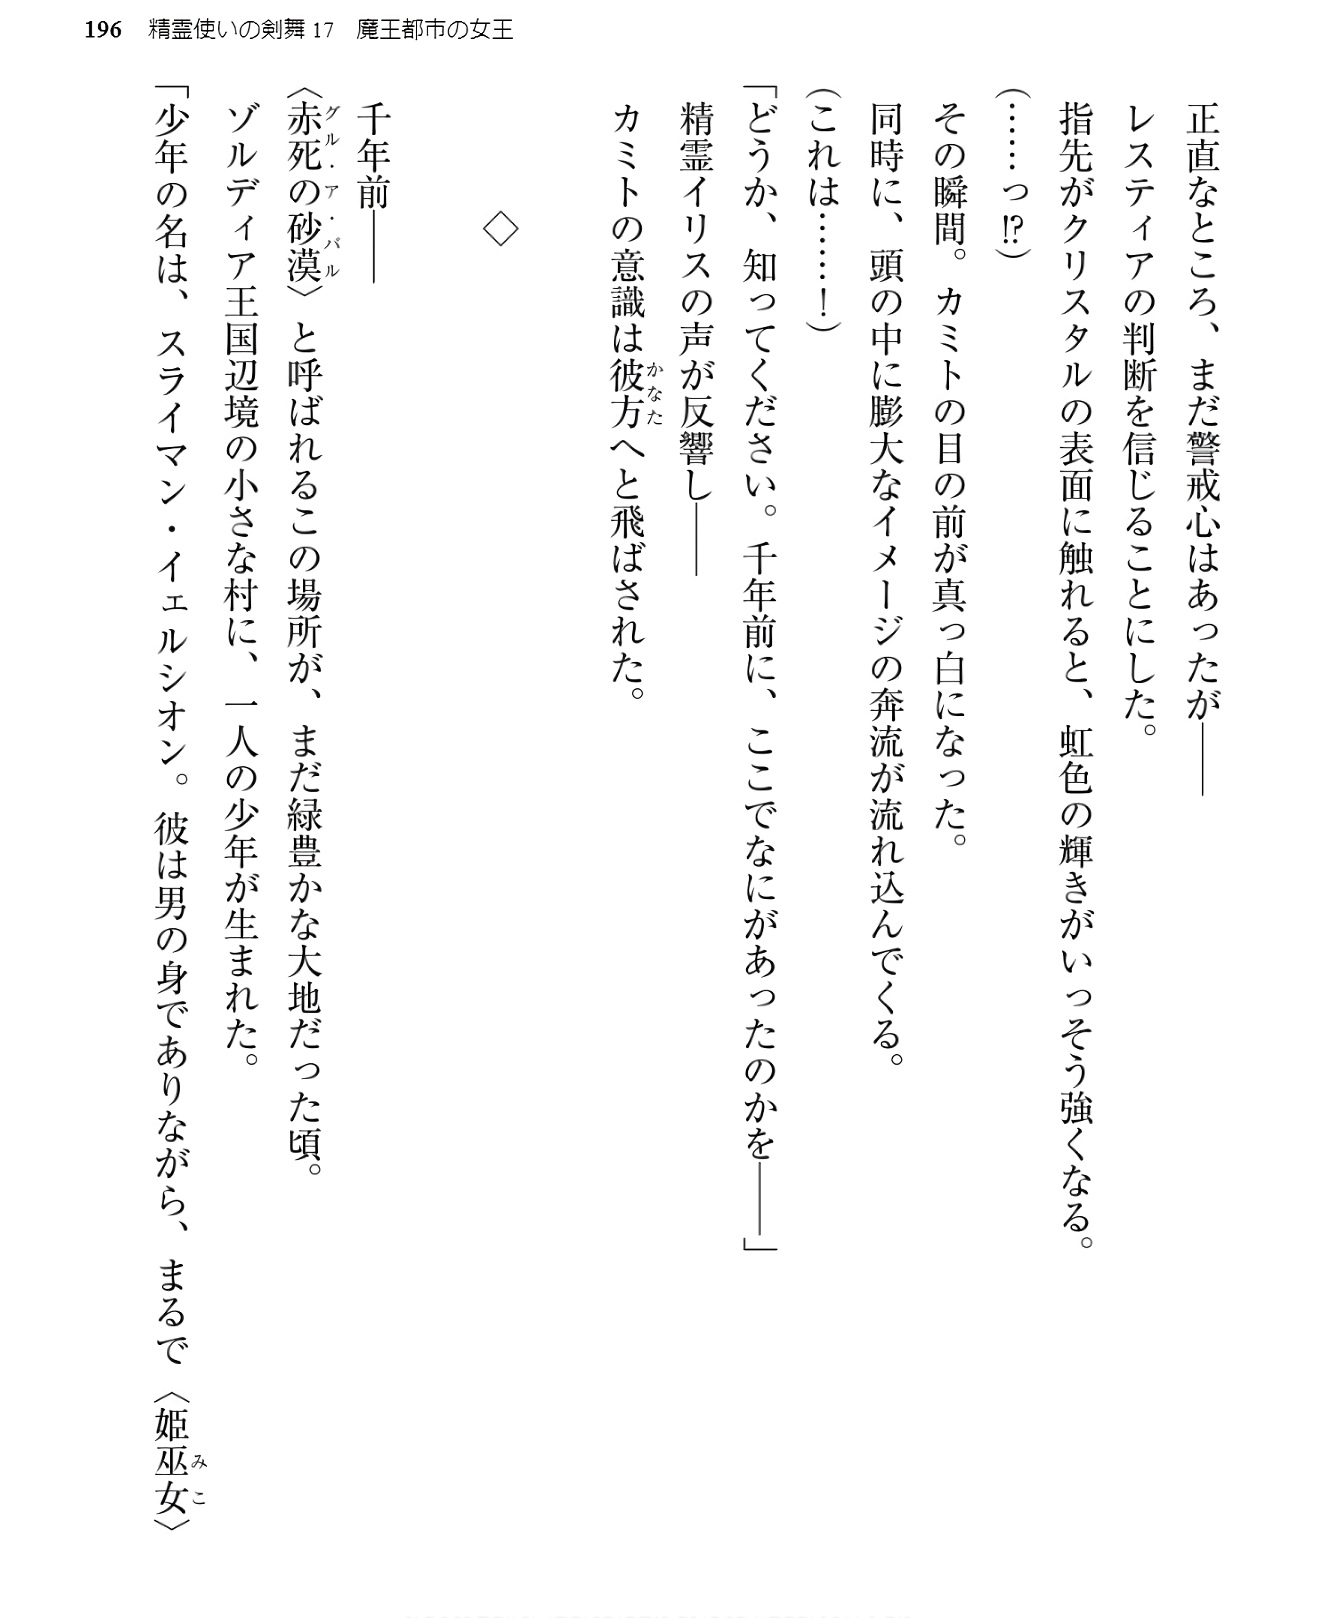 196 精霊使いの剣舞17 魔王都市の女王
正直なところ、まだ警戒心はあったが――
レスティアの判断を信じることにした。
指先がクリスタルの表面に触れると、虹色の輝きがいっそう強くなる。
(……っ!?)
その瞬間。カミトの目の前が真っ白になった。
同時に、頭の中に膨大なイメージの奔流が流れ込んでくる。
(これは……!)
「どうか、知ってください。千年前に、ここでなにがあったのかを――」
精霊イリスの声が反響し――
カミトの意識は彼方かなたへと飛ばされた。
◇
千年前――
〈赤死の砂漠グル・ア・パル〉と呼ばれるこの場所が、まだ緑豊かな大地だった頃。
ゾルディア王国辺境の小さな村に、一人の少年が生まれた。
「少年の名は、スライマン・イェルシオン。彼は男の身でありながら、まるで〈姫巫女みこ〉